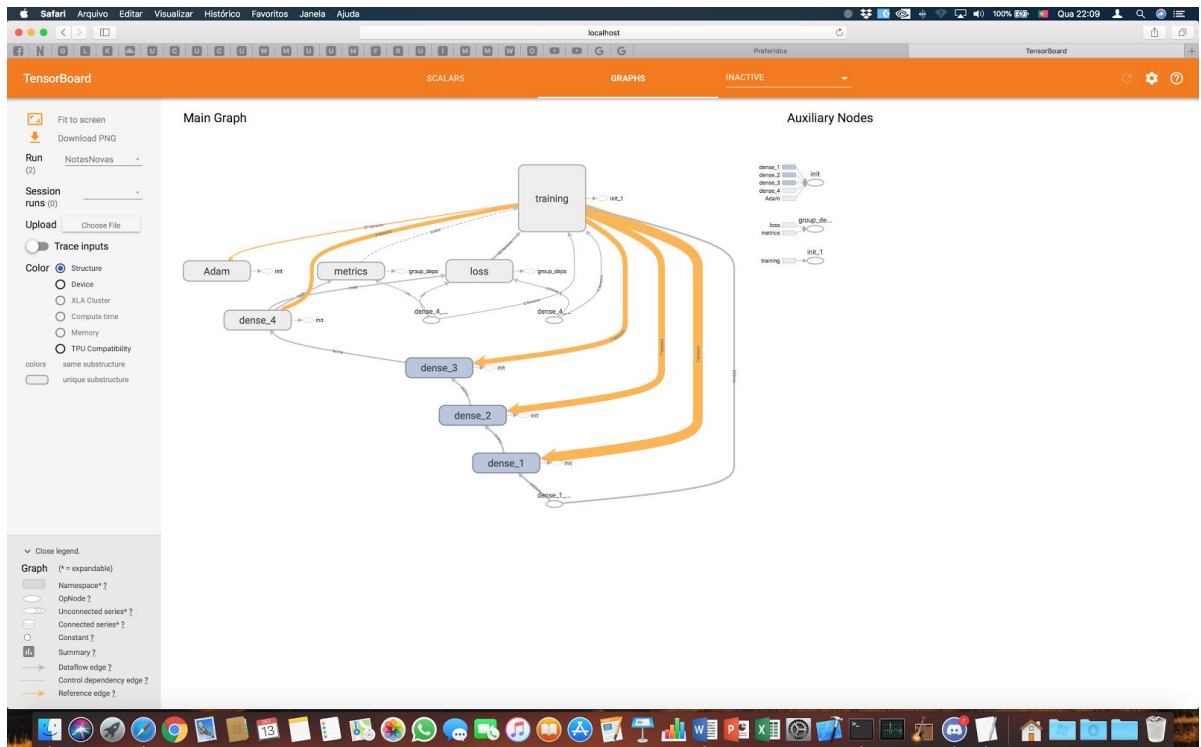 Safari Arquivo Editar Visualizar Histórico Favoritos Janela Ajuda 100% Qua 22:09
localhost
Preferidos TensorBoard
TensorBoard SCALARS GRAPHS INACTIVE
Fit to screen
Download PNG
Run NotasNovas
(2)
Session
runs (0)
Upload Choose File
Trace inputs
Color Structure
Device
XLA Cluster
Compute time
Memory
TPU Compatibility
colors same substructure
unique substructure
Main Graph
training
init_1
Adam
init
metrics
group_deps
loss
group_deps
dense_4
init
dense_4_...
dense_4_...
dense_3
init
dense_2
init
dense_1
init
dense_1_...
Auxiliary Nodes
dense_1
dense_2
dense_3
dense_4
Adam
init
loss
metrics
group_de...
training
init_1
Close legend.
Graph (* = expandable)
Namespace* ?
OpNode ?
Unconnected series* ?
Connected series* ?
Constant ?
Summary ?
Dataflow edge ?
Control dependency edge ?
Reference edge ?